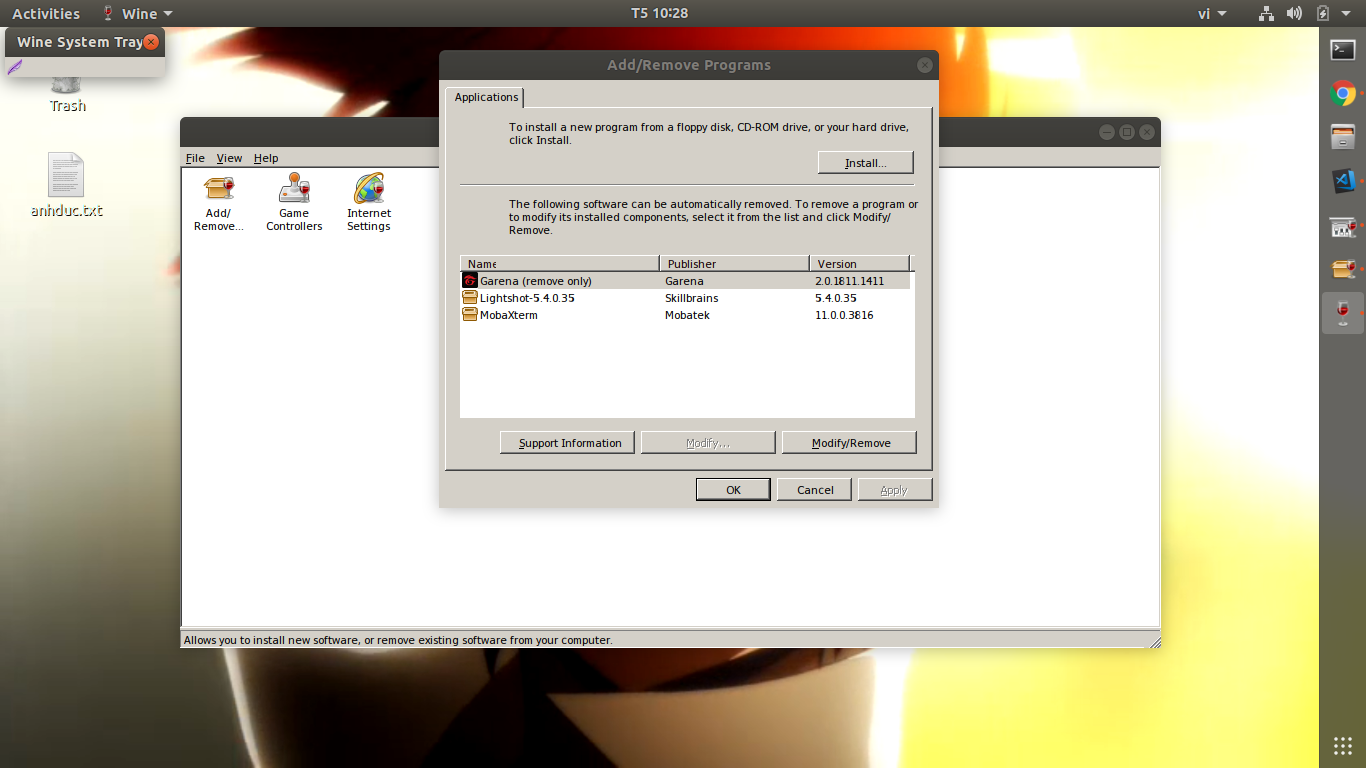 Activities
Wine
T5 10:28
vi
Wine System Tray
Trash
anhduc.txt
File View Help
Add/
Remove...
Game
Controllers
Internet
Settings
Add/Remove Programs
Applications
To install a new program from a floppy disk, CD-ROM drive, or your hard drive,
click Install.
Install...
The following software can be automatically removed. To remove a program or
to modify its installed components, select it from the list and click Modify/
Remove.
Name Publisher Version
Garena (remove only) Garena 2.0.1811.1411
Lightshot-5.4.0.35 Skillbrains 5.4.0.35
MobaXterm Mobatek 11.0.0.3816
Support Information Modify... Modify/Remove
OK Cancel Apply
Allows you to install new software, or remove existing software from your computer.